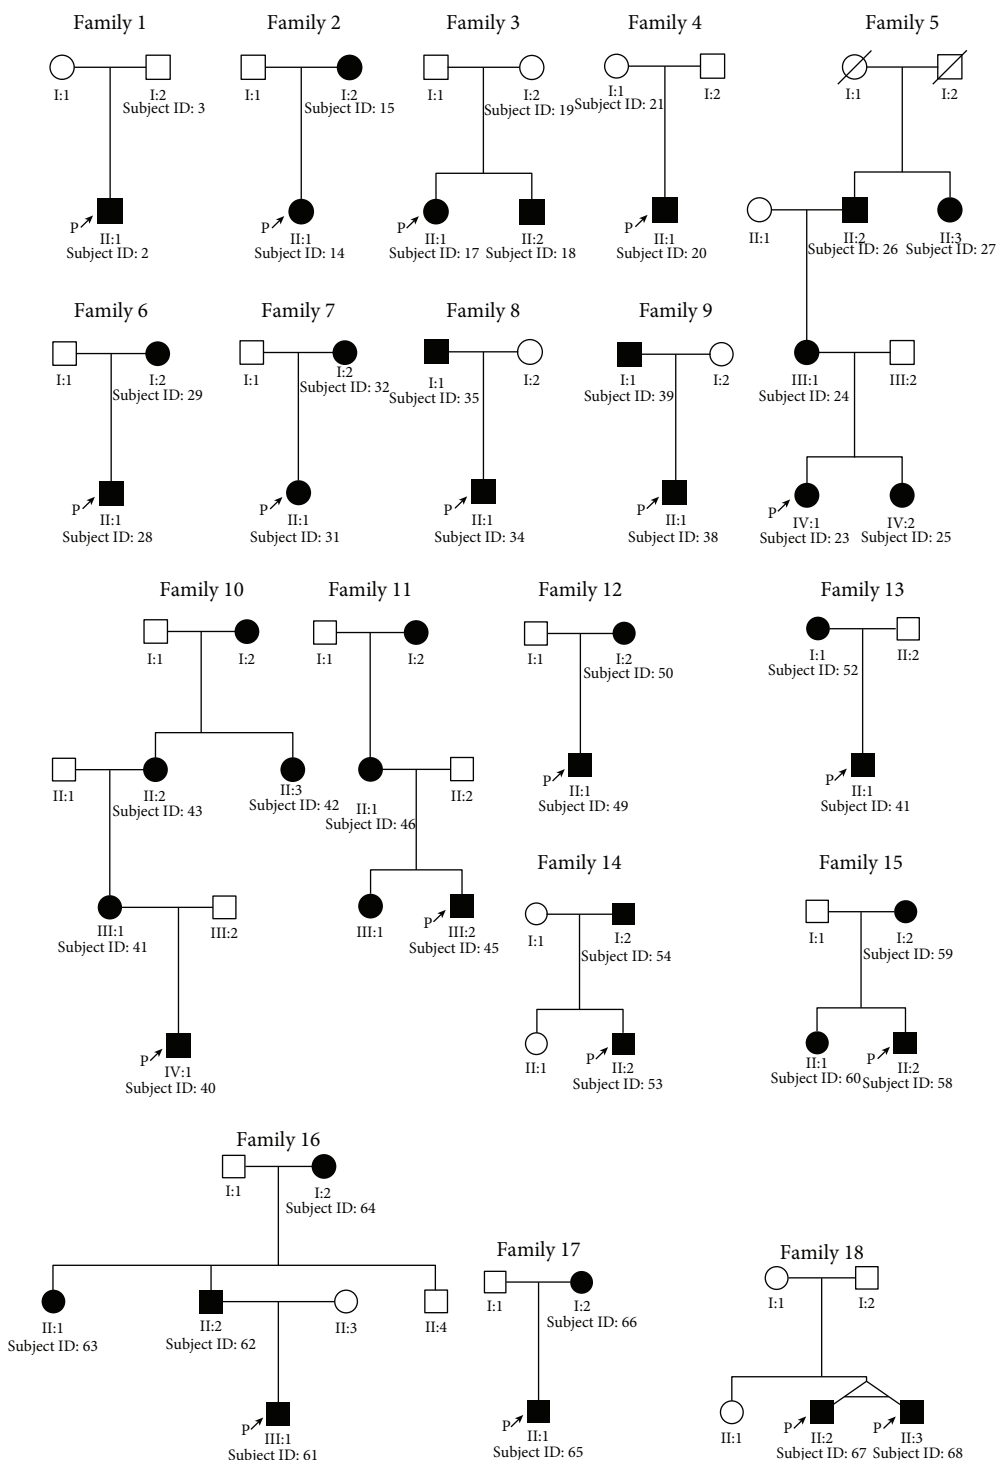 Family 1
Family 2
Family 3
Family 4
Family 5
I:1
I:2
Subject ID: 3
I:1
I:2
Subject ID: 15
I:1
I:2
Subject ID: 19
I:1
Subject ID: 21
I:2
I:1
I:2
P
II:1
Subject ID: 2
P
II:1
Subject ID: 14
P
II:1
Subject ID: 17
II:2
Subject ID: 18
P
II:1
Subject ID: 20
II:1
II:2
Subject ID: 26
II:3
Subject ID: 27
Family 6
Family 7
Family 8
Family 9
I:1
I:2
Subject ID: 29
I:1
I:2
Subject ID: 32
I:1
Subject ID: 35
I:2
I:1
Subject ID: 39
I:2
III:1
Subject ID: 24
III:2
P
II:1
Subject ID: 28
P
II:1
Subject ID: 31
P
II:1
Subject ID: 34
P
II:1
Subject ID: 38
P
IV:1
Subject ID: 23
IV:2
Subject ID: 25
Family 10
Family 11
Family 12
Family 13
I:1
I:2
I:1
I:2
I:1
I:2
Subject ID: 50
I:1
Subject ID: 52
II:2
II:1
II:2
Subject ID: 43
II:3
Subject ID: 42
II:1
Subject ID: 46
II:2
P
II:1
Subject ID: 49
P
II:1
Subject ID: 41
Family 14
Family 15
III:1
Subject ID: 41
III:2
III:1
P
III:2
Subject ID: 45
I:1
I:2
Subject ID: 54
I:1
I:2
Subject ID: 59
P
IV:1
Subject ID: 40
II:1
P
II:2
Subject ID: 53
II:1
Subject ID: 60
P
II:2
Subject ID: 58
Family 16
I:1
I:2
Subject ID: 64
Family 17
Family 18
II:1
Subject ID: 63
II:2
Subject ID: 62
II:3
II:4
I:1
I:2
Subject ID: 66
I:1
I:2
P
III:1
Subject ID: 61
P
II:1
Subject ID: 65
II:1
P
II:2
Subject ID: 67
P
II:3
Subject ID: 68